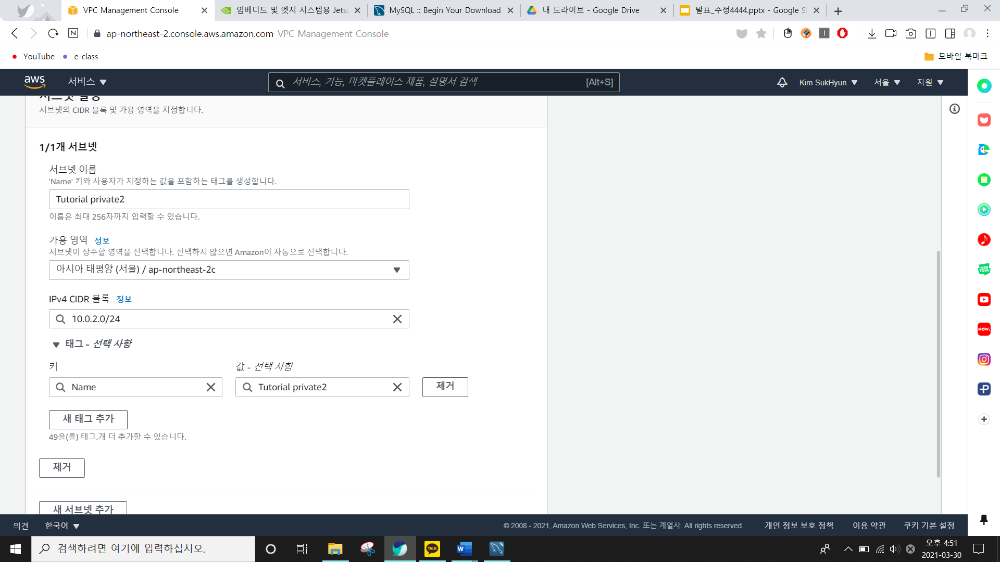 VPC Management Console
임베디드 및 엣지 시스템용 Jets
MySQL :: Begin Your Download
내 드라이브 - Google Drive
발표_수정4444.pptx - Google S
ap-northeast-2.console.aws.amazon.com VPC Management Console
YouTube
e-class
모바일 북마크
aws
서비스
서비스, 기능, 마켓플레이스 제품, 설명서 검색
[Alt+S]
Kim SukHyun
서울
지원
서브넷 설정
서브넷의 CIDR 블록 및 가용 영역을 지정합니다.
1/1개 서브넷
서브넷 이름
'Name' 키와 사용자가 지정하는 값을 포함하는 태그를 생성합니다.
Tutorial private2
이름은 최대 256자까지 입력할 수 있습니다.
가용 영역 정보
서브넷이 상주할 영역을 선택합니다. 선택하지 않으면 Amazon이 자동으로 선택합니다.
아시아 태평양 (서울) / ap-northeast-2c
IPv4 CIDR 블록 정보
10.0.2.0/24
태그 - 선택 사항
키
값 - 선택 사항
Name
Tutorial private2
제거
새 태그 추가
49을(를) 태그.개 더 추가할 수 있습니다.
제거
새 서브넷 추가
의견
한국어
© 2008 - 2021, Amazon Web Services, Inc. 또는 계열사. All rights reserved.
개인 정보 보호 정책
이용 약관
쿠키 기본 설정
WEB
TOON
NOW.
검색하려면 여기에 입력하십시오.
TALK
오후 4:51
2021-03-30